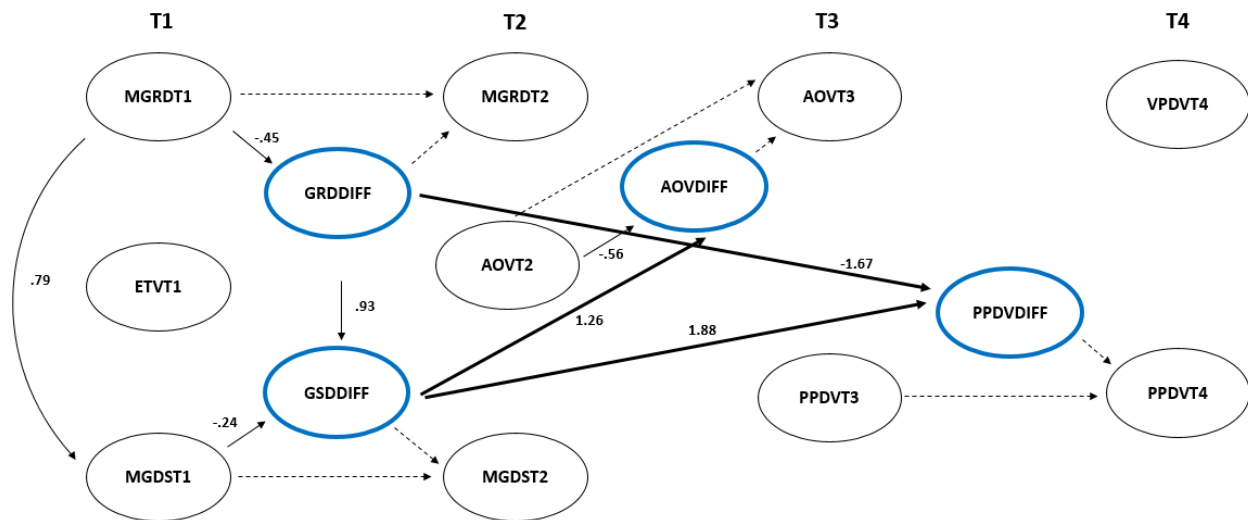 T1 T2 T3 T4
MGRDT1 MGRDT2 AOVT3 VPDVT4
-.45
GRDDIFF AOVDIFF
AOVT2 -.56
.79 ETVT1 -1.67
.93 1.26 1.88 PPDVDIFF
GSDDIFF PPDVT3 PPDVT4
-.24
MGDST1 MGDST2